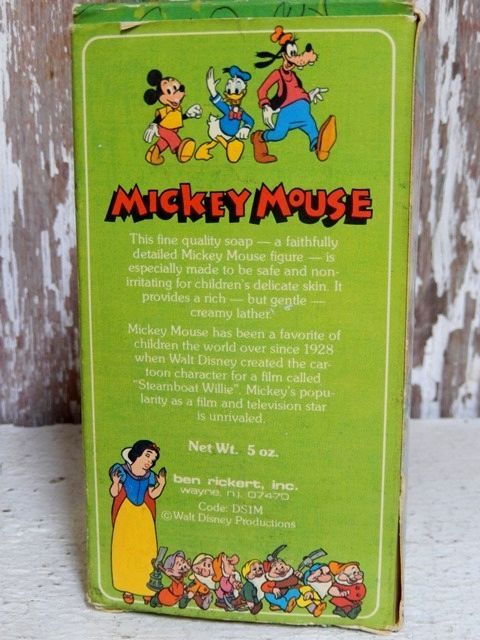 MICKEY MOUSE
This fine quality soap — a faithfully
detailed Mickey Mouse figure — is
especially made to be safe and non-
irritating for children's delicate skin. It
provides a rich — but gentle —
creamy lather.
Mickey Mouse has been a favorite of
children the world over since 1928
when Walt Disney created the car-
toon character for a film called
"Steamboat Willie". Mickey's popu-
larity as a film and television star
is unrivaled.
Net Wt. 5 oz.
ben rickert, inc.
wayne, n.j. 07470
Code: DS1M
©Walt Disney Productions